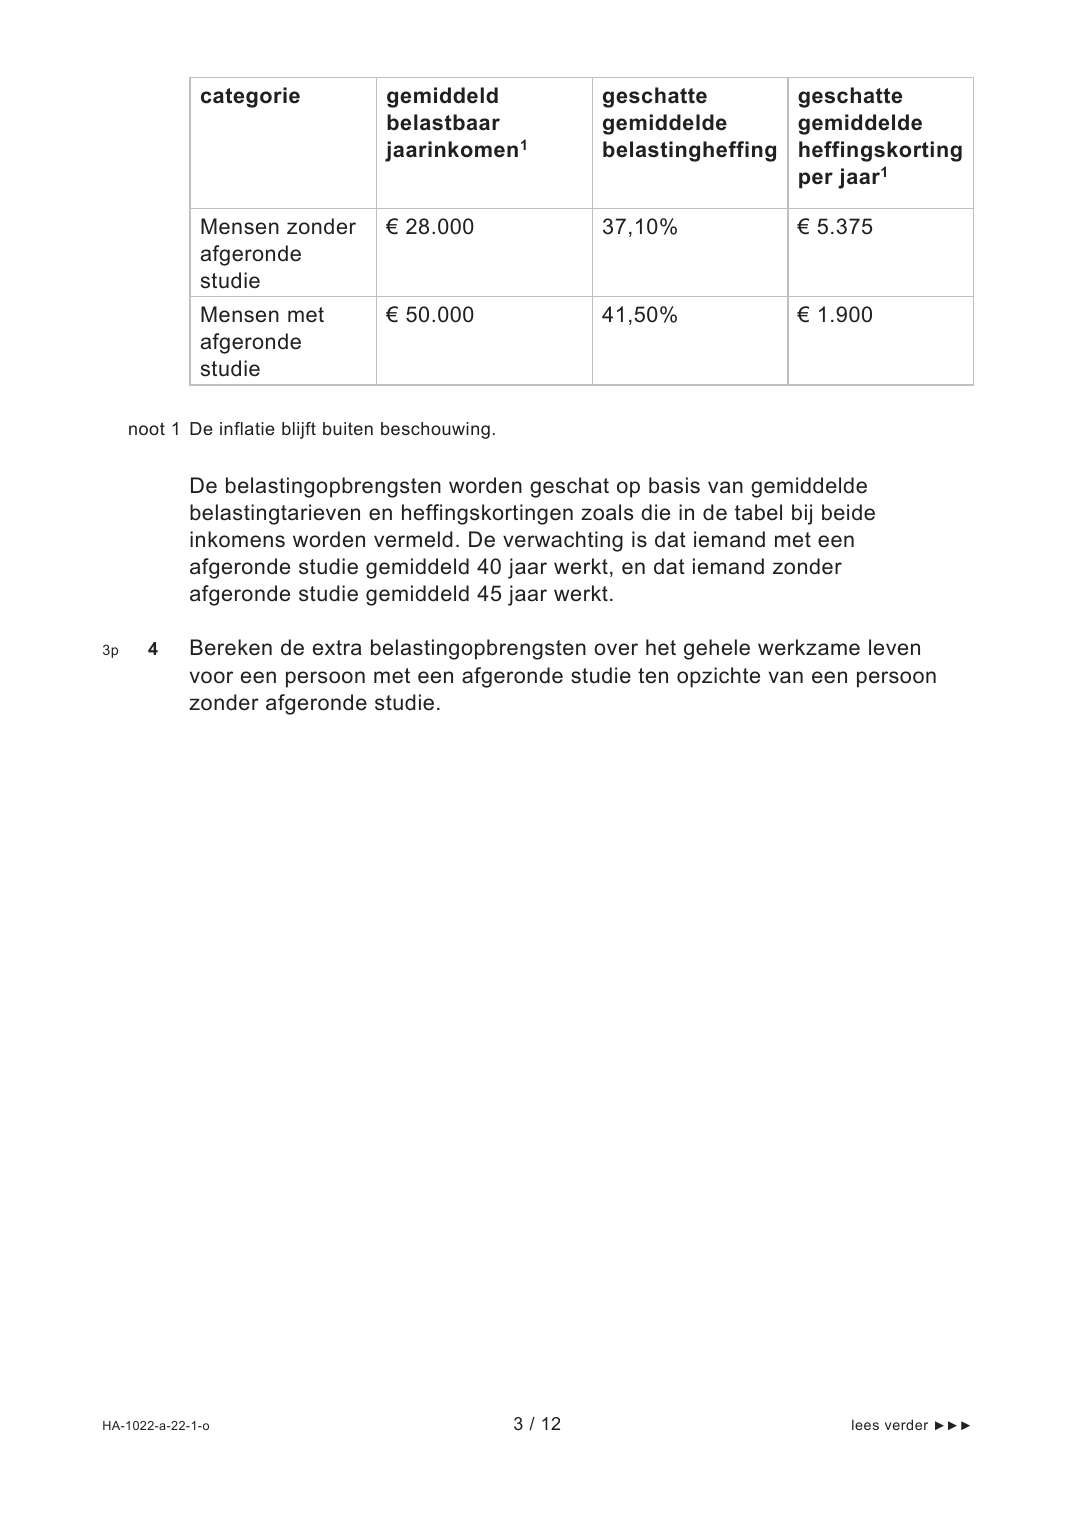 categorie
gemiddeld
belastbaar
jaarinkomen1
geschatte
gemiddelde
belastingheffing
geschatte
gemiddelde
heffingskorting
per jaar1
Mensen zonder
afgeronde
studie
€ 28.000
37,10%
€ 5.375
Mensen met
afgeronde
studie
€ 50.000
41,50%
€ 1.900
noot 1 De inflatie blijft buiten beschouwing.
De belastingopbrengsten worden geschat op basis van gemiddelde
belastingtarieven en heffingskortingen zoals die in de tabel bij beide
inkomens worden vermeld. De verwachting is dat iemand met een
afgeronde studie gemiddeld 40 jaar werkt, en dat iemand zonder
afgeronde studie gemiddeld 45 jaar werkt.
3p 4 Bereken de extra belastingopbrengsten over het gehele werkzame leven
voor een persoon met een afgeronde studie ten opzichte van een persoon
zonder afgeronde studie.
HA-1022-a-22-1-o 3 / 12 lees verder ►►►